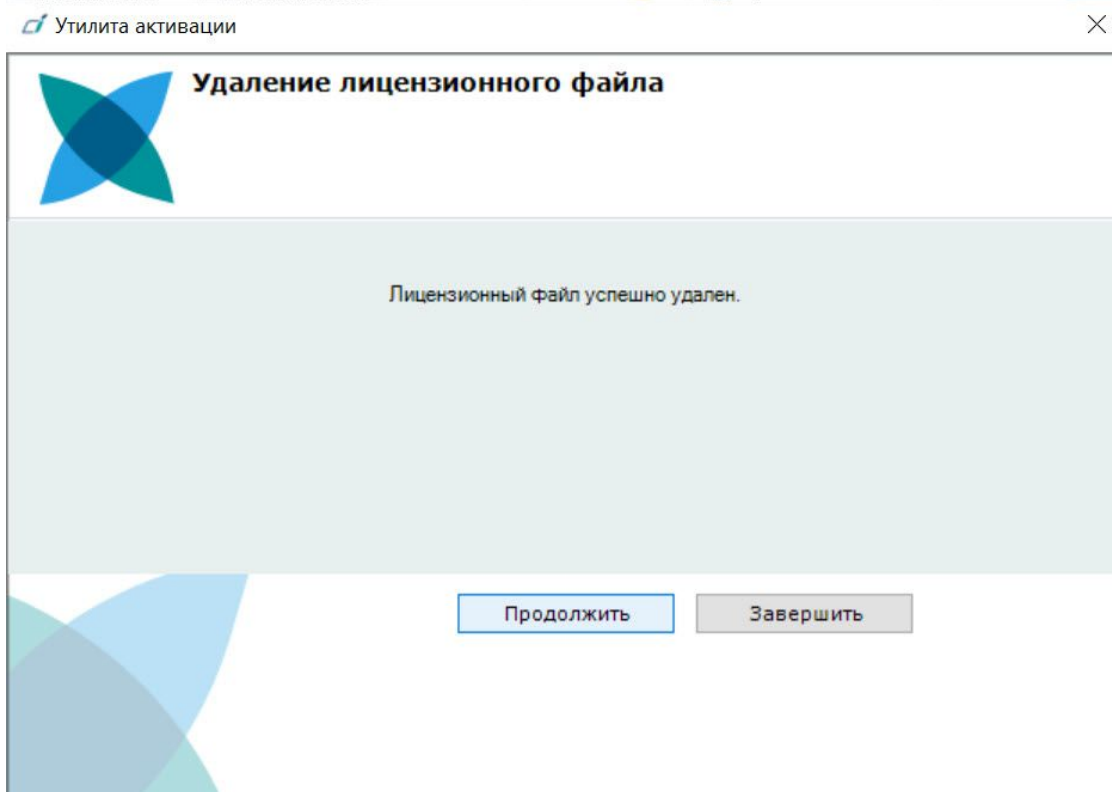 Утилита активации
Удаление лицензионного файла
Лицензионный файл успешно удален.
Продолжить
Завершить